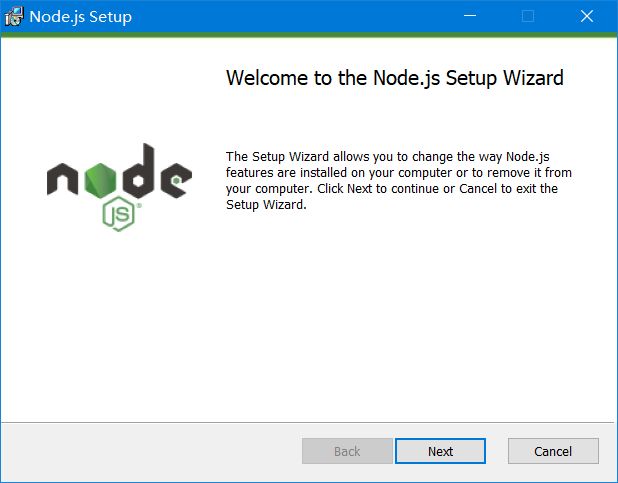 Node.js Setup
Welcome to the Node.js Setup Wizard
node
JS®
The Setup Wizard allows you to change the way Node.js
features are installed on your computer or to remove it from
your computer. Click Next to continue or Cancel to exit the
Setup Wizard.
Back
Next
Cancel